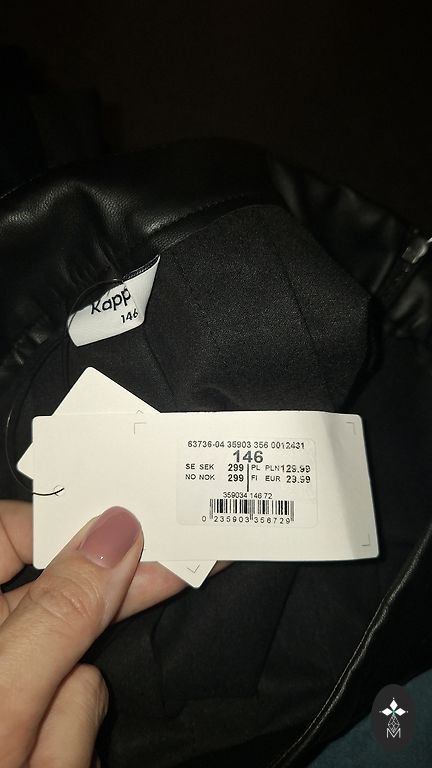 Kapp
146
63736-04 35903 356 0012431
146
SE SEK 299 PL PLN 129.99
NO NOK 299 FI EUR 29.99
359034 146 72
0 235903 356729
M